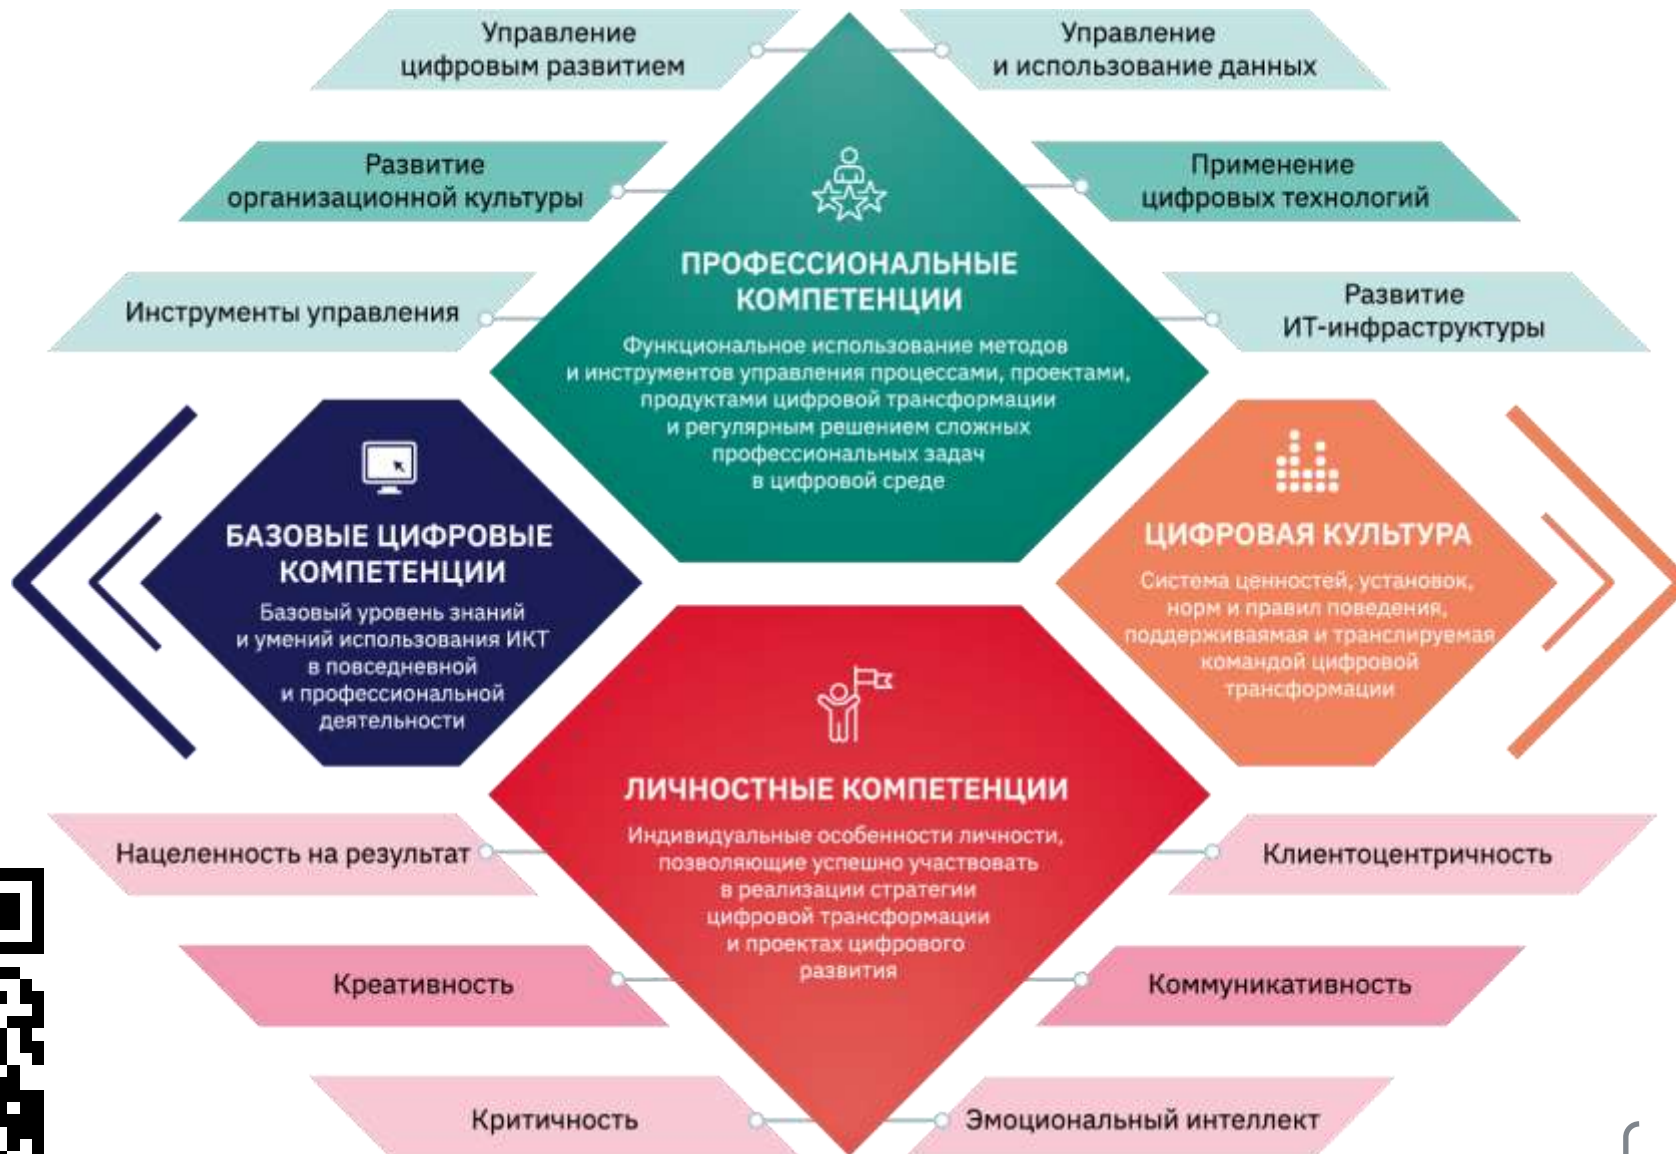 Управление
цифровым развитием
Управление
и использование данных
Развитие
организационной культуры
Применение
цифровых технологий
Инструменты управления
Развитие
ИТ-инфраструктуры
ПРОФЕССИОНАЛЬНЫЕ
КОМПЕТЕНЦИИ
Функциональное использование методов
и инструментов управления процессами, проектами,
продуктами цифровой трансформации
и регулярным решением сложных
профессиональных задач
в цифровой среде
БАЗОВЫЕ ЦИФРОВЫЕ
КОМПЕТЕНЦИИ
Базовый уровень знаний
и умений использования ИКТ
в повседневной
и профессиональной
деятельности
ЦИФРОВАЯ КУЛЬТУРА
Система ценностей, установок,
норм и правил поведения,
поддерживаямая и транслируемая
командой цифровой
трансформации
ЛИЧНОСТНЫЕ КОМПЕТЕНЦИИ
Индивидуальные особенности личности,
позволяющие успешно участвовать
в реализации стратегии
цифровой трансформации
и проектах цифрового
развития
Нацеленность на результат
Клиентоцентричность
Креативность
Коммуникативность
Критичность
Эмоциональный интеллект